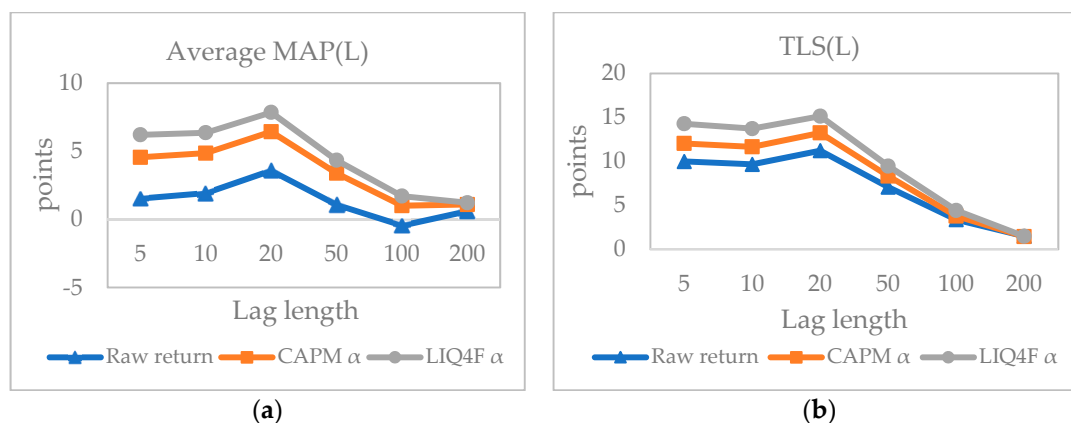 Average MAP(L)
10
5
0
-5
points
5 10 20 50 100 200
Lag length
Raw return CAPM α LIQ4F α
(a)
TLS(L)
20
15
10
5
0
points
5 10 20 50 100 200
Lag length
Raw return CAPM α LIQ4F α
(b)